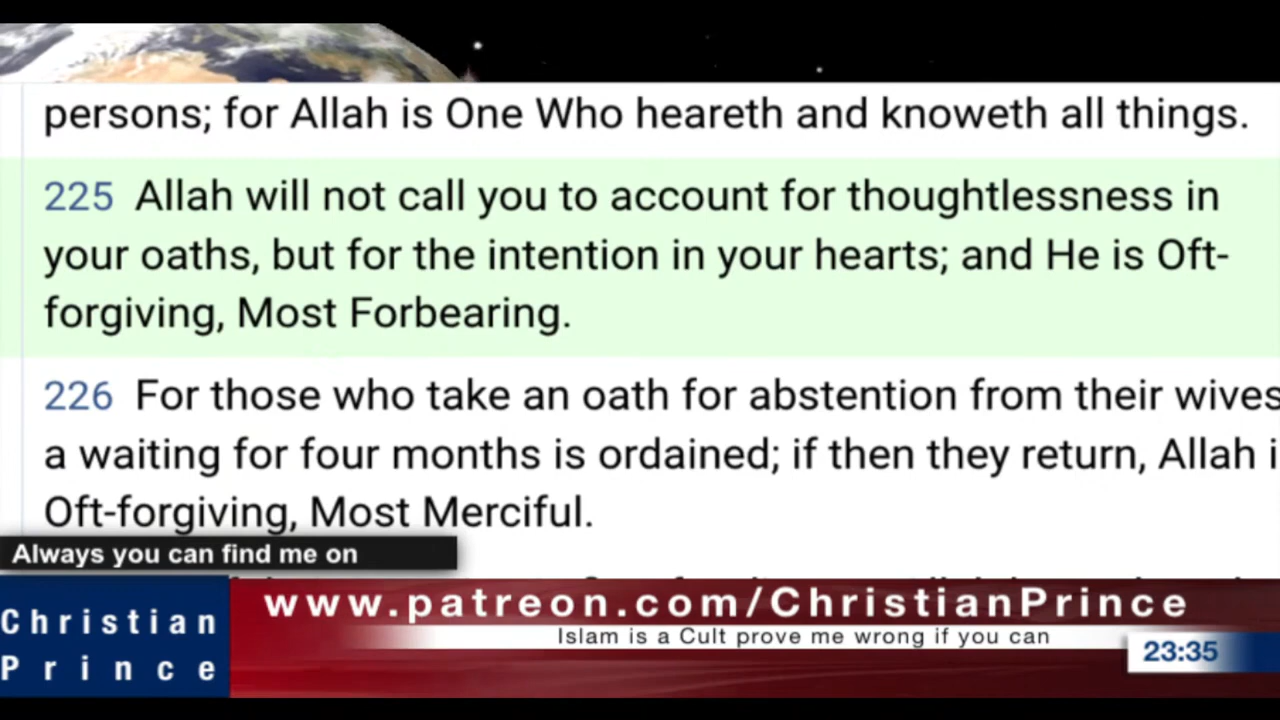 persons; for Allah is One Who heareth and knoweth all things.
225 Allah will not call you to account for thoughtlessness in
your oaths, but for the intention in your hearts; and He is Oft-
forgiving, Most Forbearing.
226 For those who take an oath for abstention from their wives
a waiting for four months is ordained; if then they return, Allah i
Oft-forgiving, Most Merciful.
Always you can find me on
Christian
Prince
www.patreon.com/ChristianPrince
Islam is a Cult prove me wrong if you can
23:35